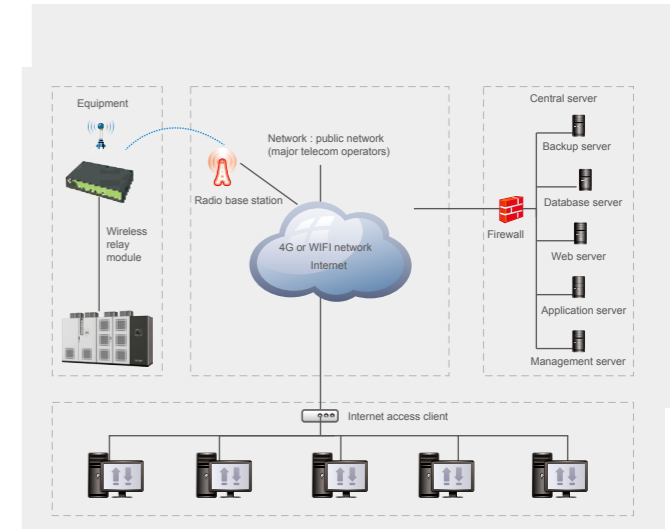 Equipment
Wireless
relay
module
Network : public network
(major telecom operators)
Radio base station
4G or WIFI network
Internet
Central server
Backup server
Database server
Firewall
Web server
Application server
Management server
Internet access client